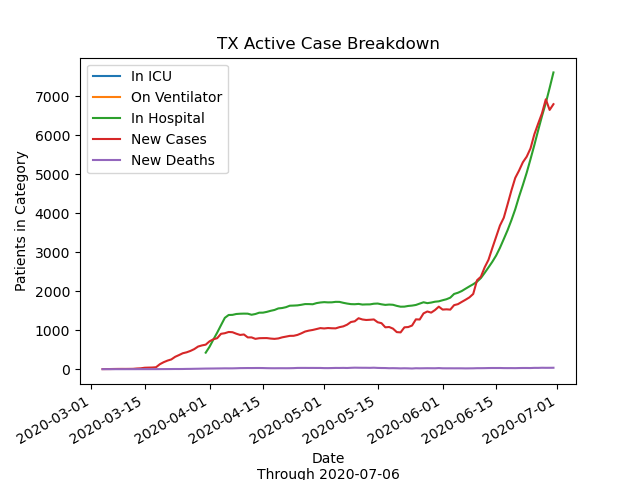 TX Active Case Breakdown
In ICU
On Ventilator
In Hospital
New Cases
New Deaths
Patients in Category
7000
6000
5000
4000
3000
2000
1000
0
2020-03-01
2020-03-15
2020-04-01
2020-04-15
2020-05-01
2020-05-15
2020-06-01
2020-06-15
2020-07-01
Date
Through 2020-07-06